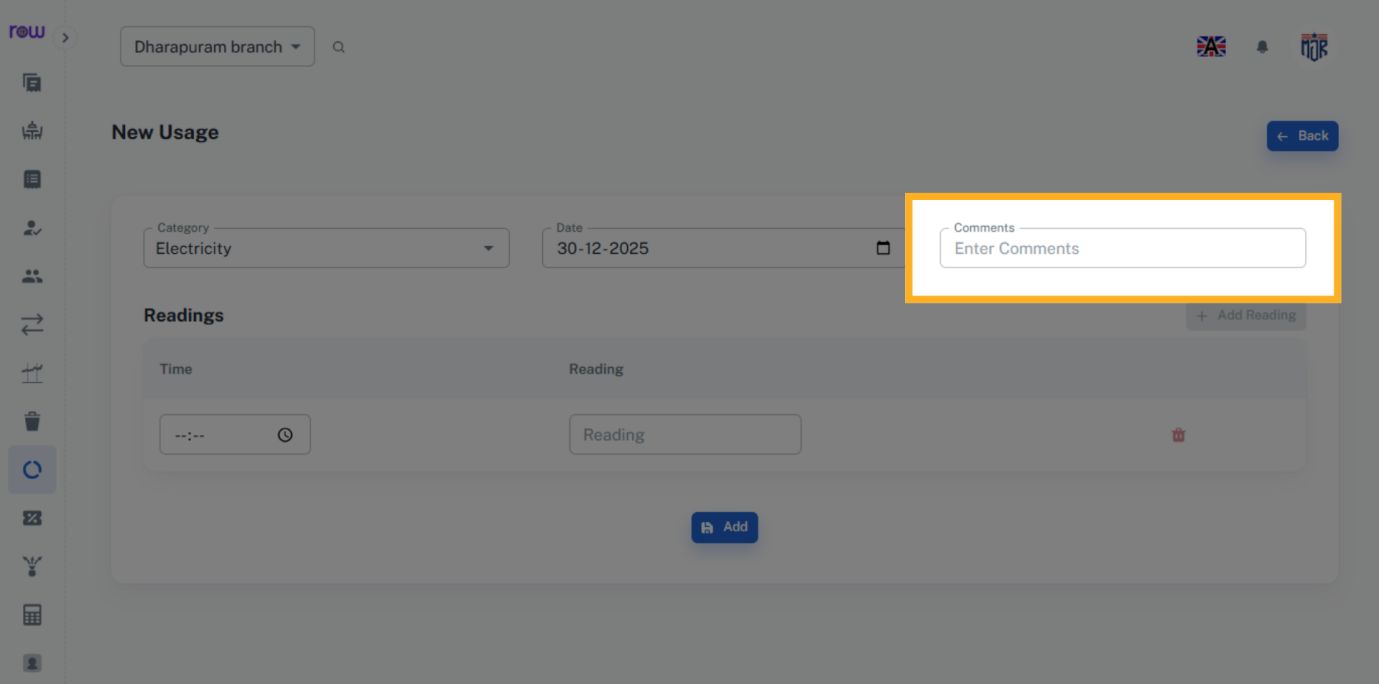 row
Dharapuram branch
A
MJR
New Usage
Back
Category
Electricity
Date
30-12-2025
Comments
Enter Comments
Readings
+ Add Reading
Time
Reading
--:--
Reading
Add